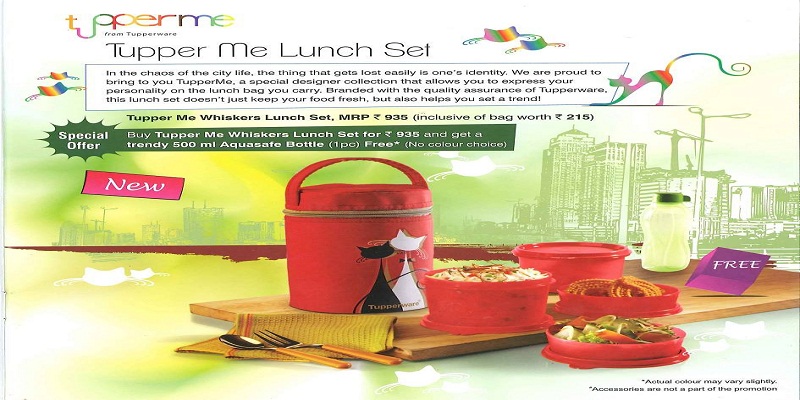 tupperme
from Tupperware
Tupper Me Lunch Set
In the chaos of the city life, the thing that gets lost easily is one's identity. We are proud to
bring to you TupperMe, a special designer collection that allows you to express your
personality on the lunch bag you carry. Branded with the quality assurance of Tupperware,
this lunch set doesn't just keep your food fresh, but also helps you set a trend!
Tupper Me Whiskers Lunch Set, MRP ₹ 935 (inclusive of bag worth ₹ 215)
Special
Offer
Buy Tupper Me Whiskers Lunch Set for ₹ 935 and get a
trendy 500 ml Aquasafe Bottle (1pc) Free* (No colour choice)
New
FREE
Tupperware
*Actual colour may vary slightly.
*Accessories are not a part of the promotion